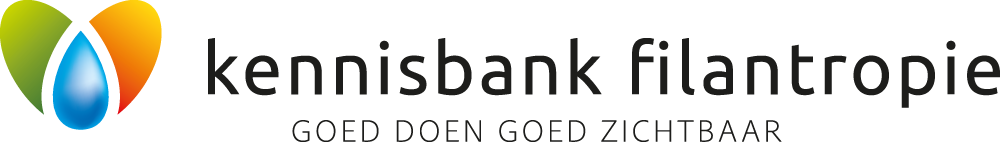 kennisbank filantropie
GOED DOEN GOED ZICHTBAAR